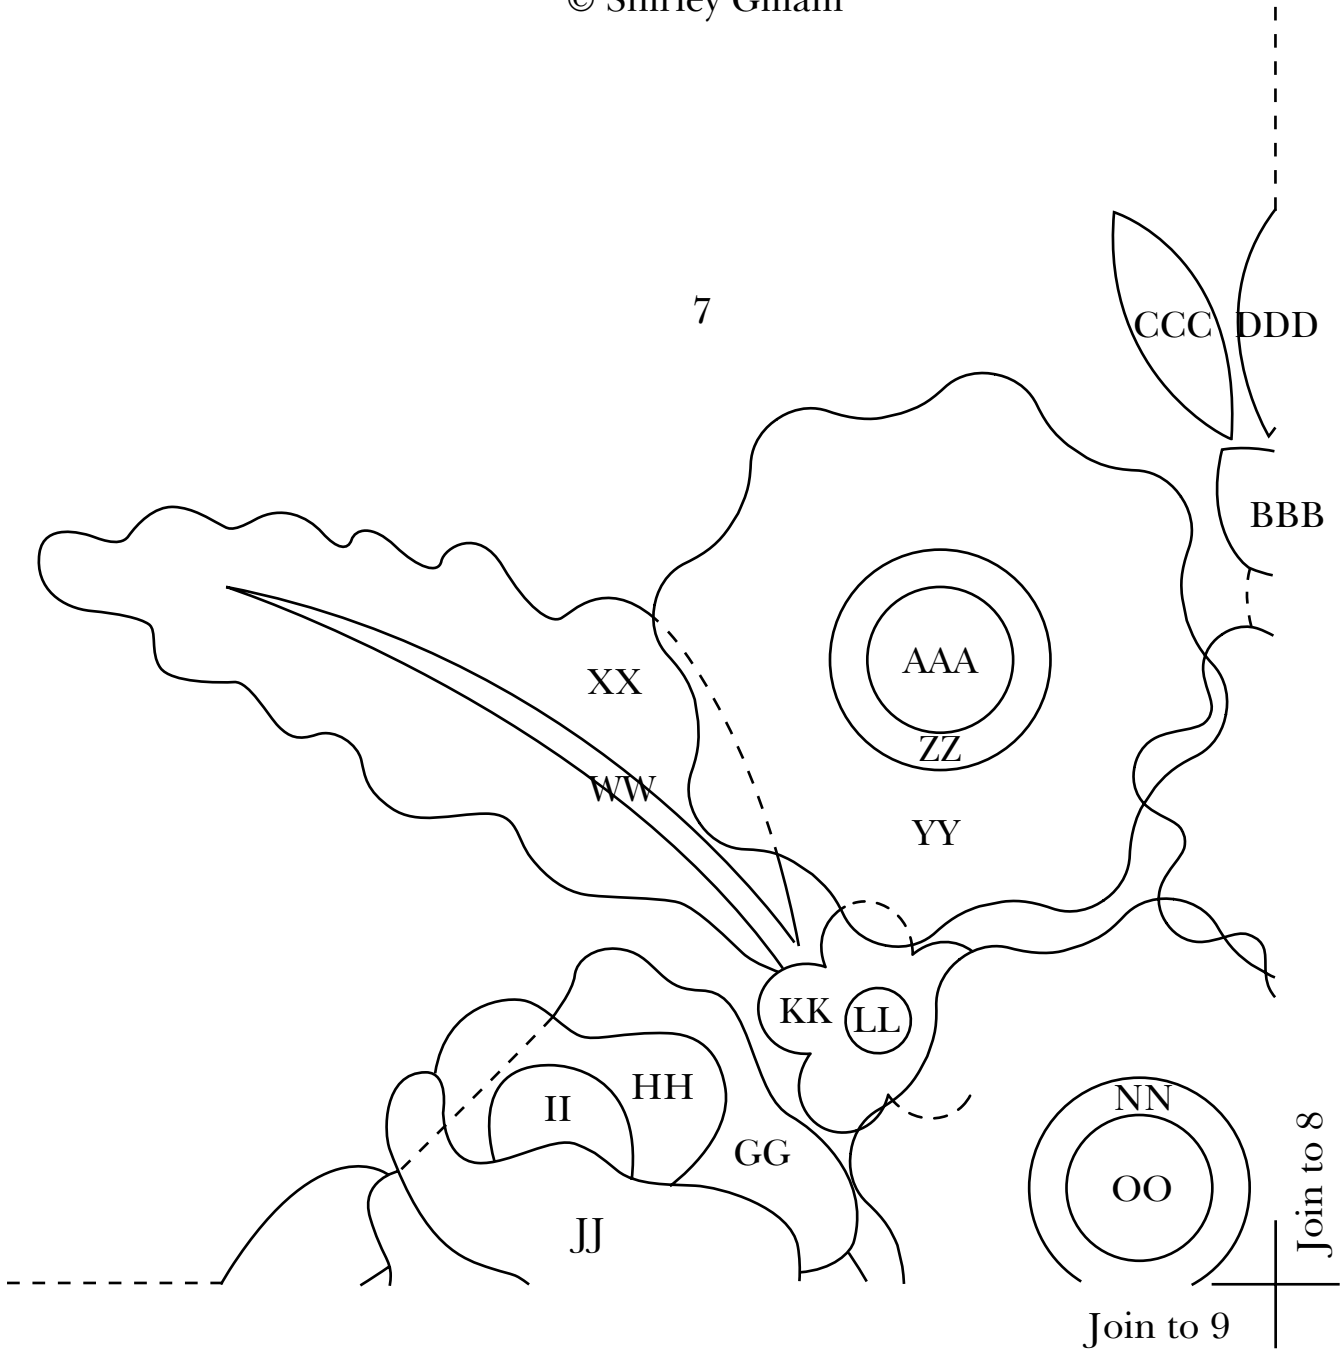 7
CCC DDD
BBB
AAA
XX
ZZ
WW
YY
KK LL
HH
II
NN
GG
OO
JJ
Join to 8
Join to 9